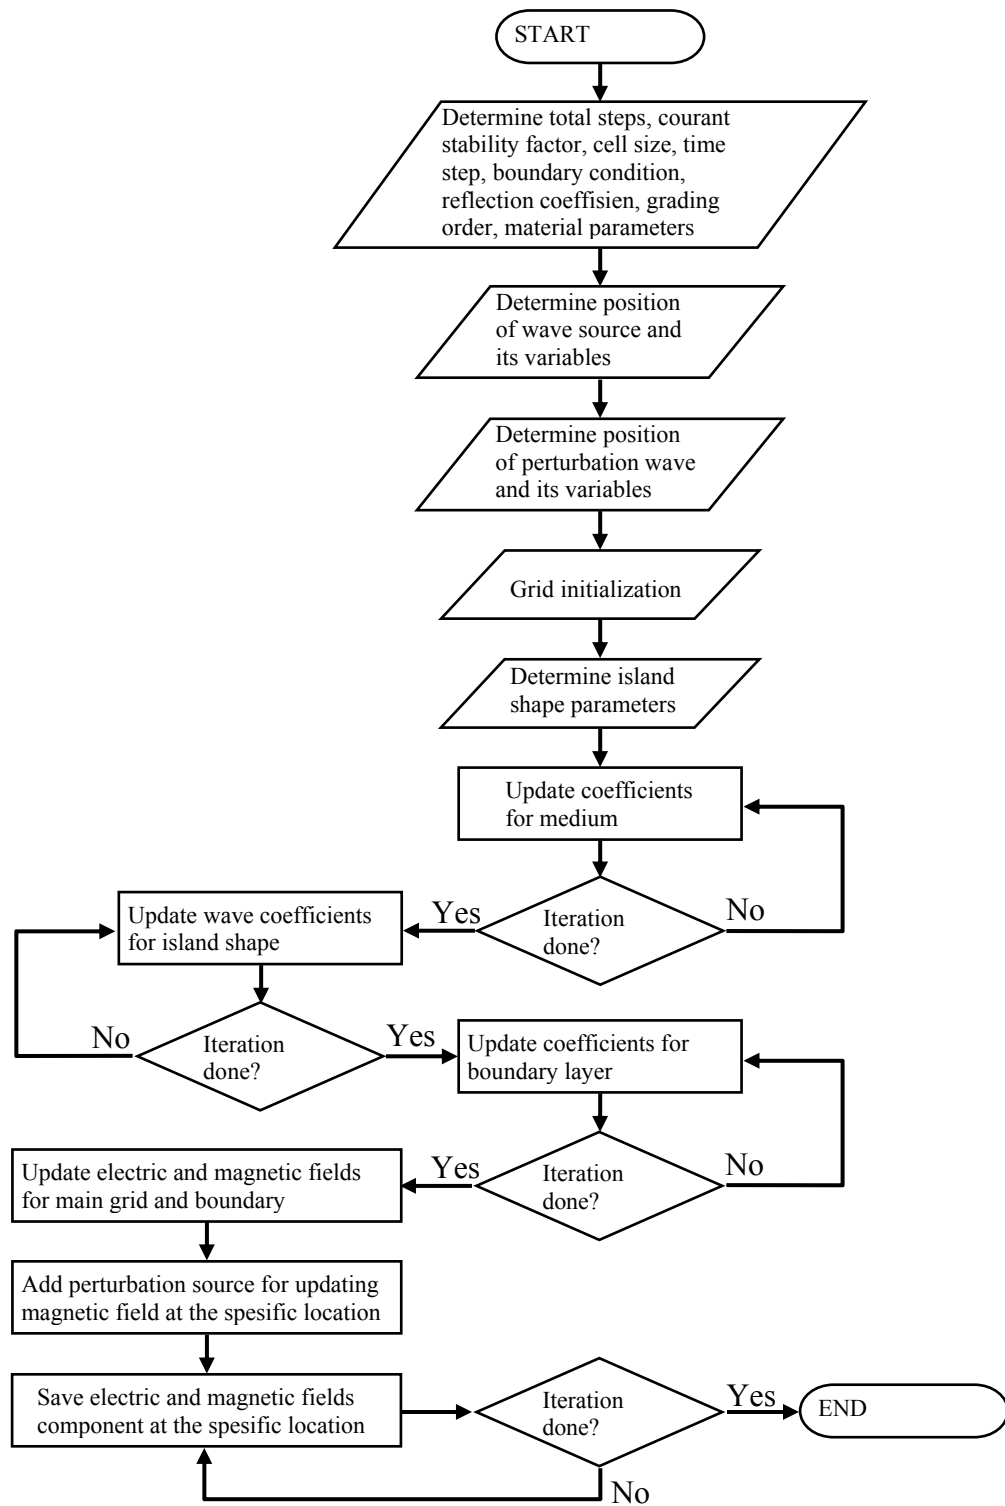 START
Determine total steps, courant
stability factor, cell size, time
step, boundary condition,
reflection coeffisien, grading
order, material parameters
Determine position
of wave source and
its variables
Determine position
of perturbation wave
and its variables
Grid initialization
Determine island
shape parameters
Update coefficients
for medium
Iteration
done?
No
Yes
Update wave coefficients
for island shape
Iteration
done?
No
Yes
Update coefficients for
boundary layer
Iteration
done?
No
Yes
Update electric and magnetic fields
for main grid and boundary
Add perturbation source for updating
magnetic field at the spesific location
Save electric and magnetic fields
component at the spesific location
Iteration
done?
Yes
No
END